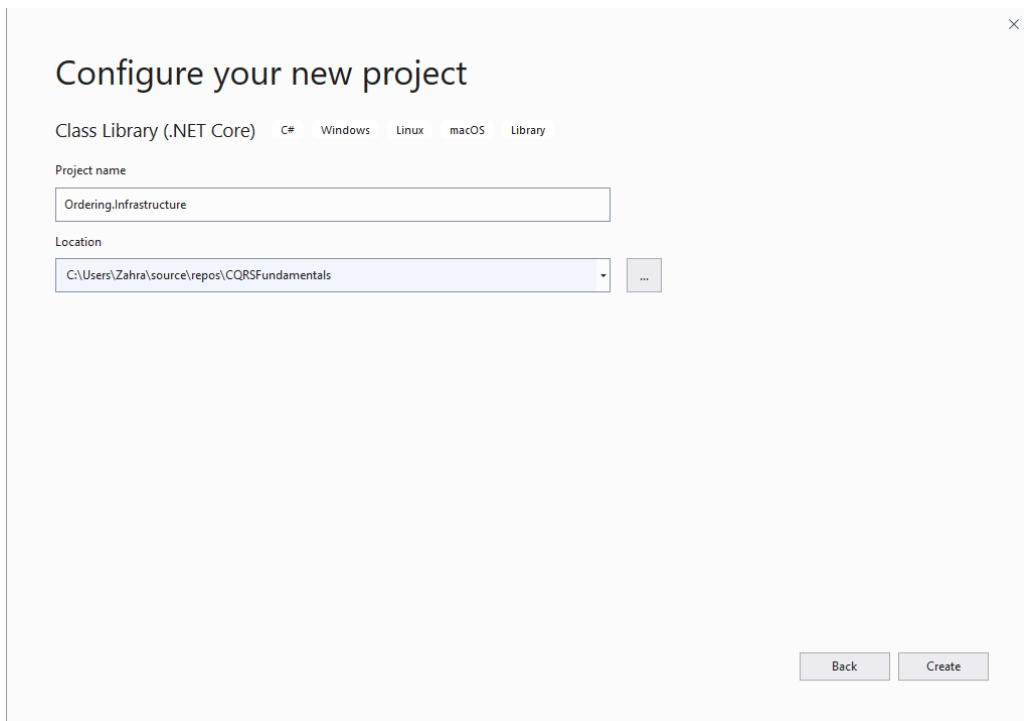 Configure your new project
Class Library (.NET Core) C# Windows Linux macOS Library
Project name
Ordering.Infrastructure
Location
C:\Users\Zahra\source\repos\CQRSFundamentals
...
Back Create